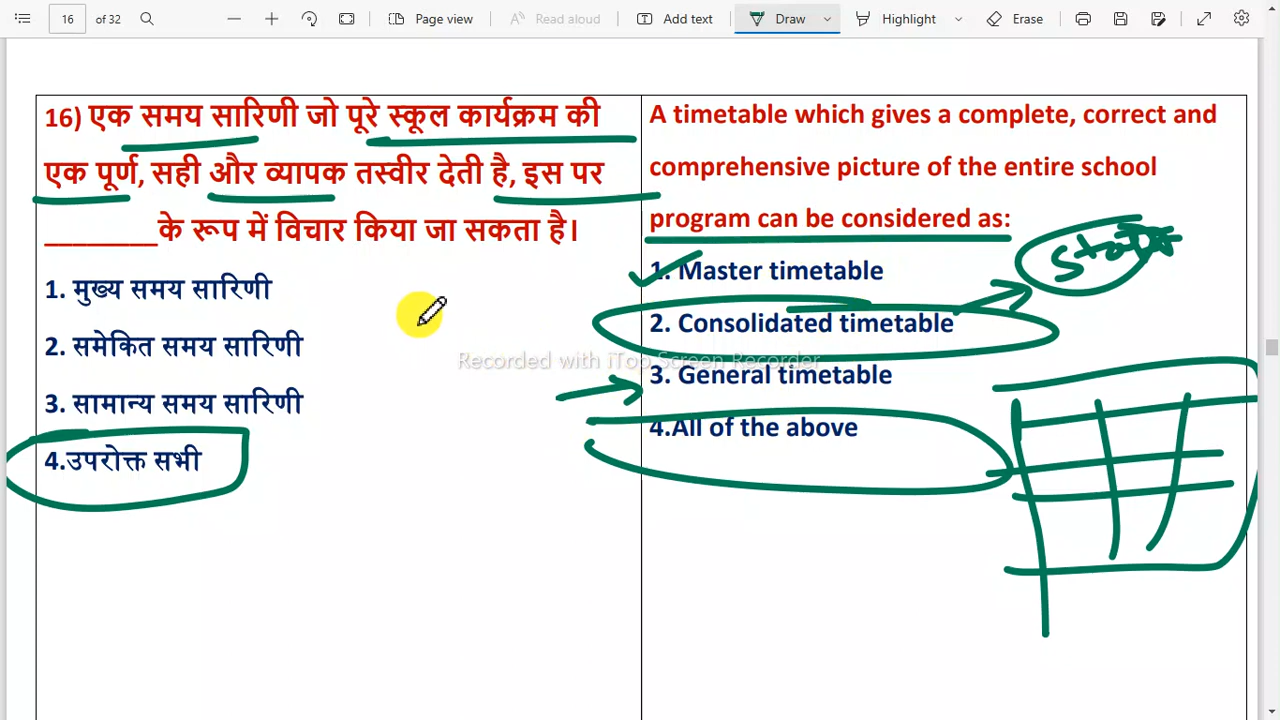 16
of 32
Page view
Read aloud
Add text
Draw
Highlight
Erase
16) एक समय सारिणी जो पूरे स्कूल कार्यक्रम की
एक पूर्ण, सही और व्यापक तस्वीर देती है, इस पर
________के रूप में विचार किया जा सकता है।
1. मुख्य समय सारिणी
2. समेकित समय सारिणी
3. सामान्य समय सारिणी
4.उपरोक्त सभी
A timetable which gives a complete, correct and
comprehensive picture of the entire school
program can be considered as:
1. Master timetable
2. Consolidated timetable
3. General timetable
4.All of the above
Recorded with iTop Screen Recorder